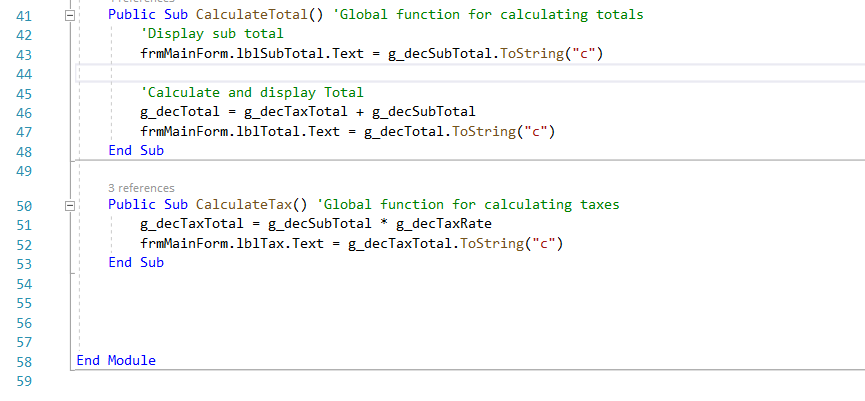 41 Public Sub CalculateTotal() 'Global function for calculating totals
42 'Display sub total
43 frmMainForm.lblSubTotal.Text = g_decSubTotal.ToString("c")
44
45 'Calculate and display Total
46 g_decTotal = g_decTaxTotal + g_decSubTotal
47 frmMainForm.lblTotal.Text = g_decTotal.ToString("c")
48 End Sub
49
3 references
50 Public Sub CalculateTax() 'Global function for calculating taxes
51 g_decTaxTotal = g_decSubTotal * g_decTaxRate
52 frmMainForm.lblTax.Text = g_decTaxTotal.ToString("c")
53 End Sub
54
55
56
57
58 End Module
59